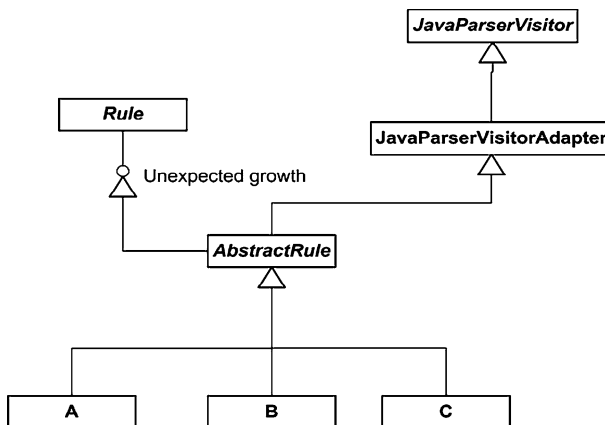 JavaParserVisitor
Rule
JavaParserVisitorAdapter
Unexpected growth
AbstractRule
A
B
C